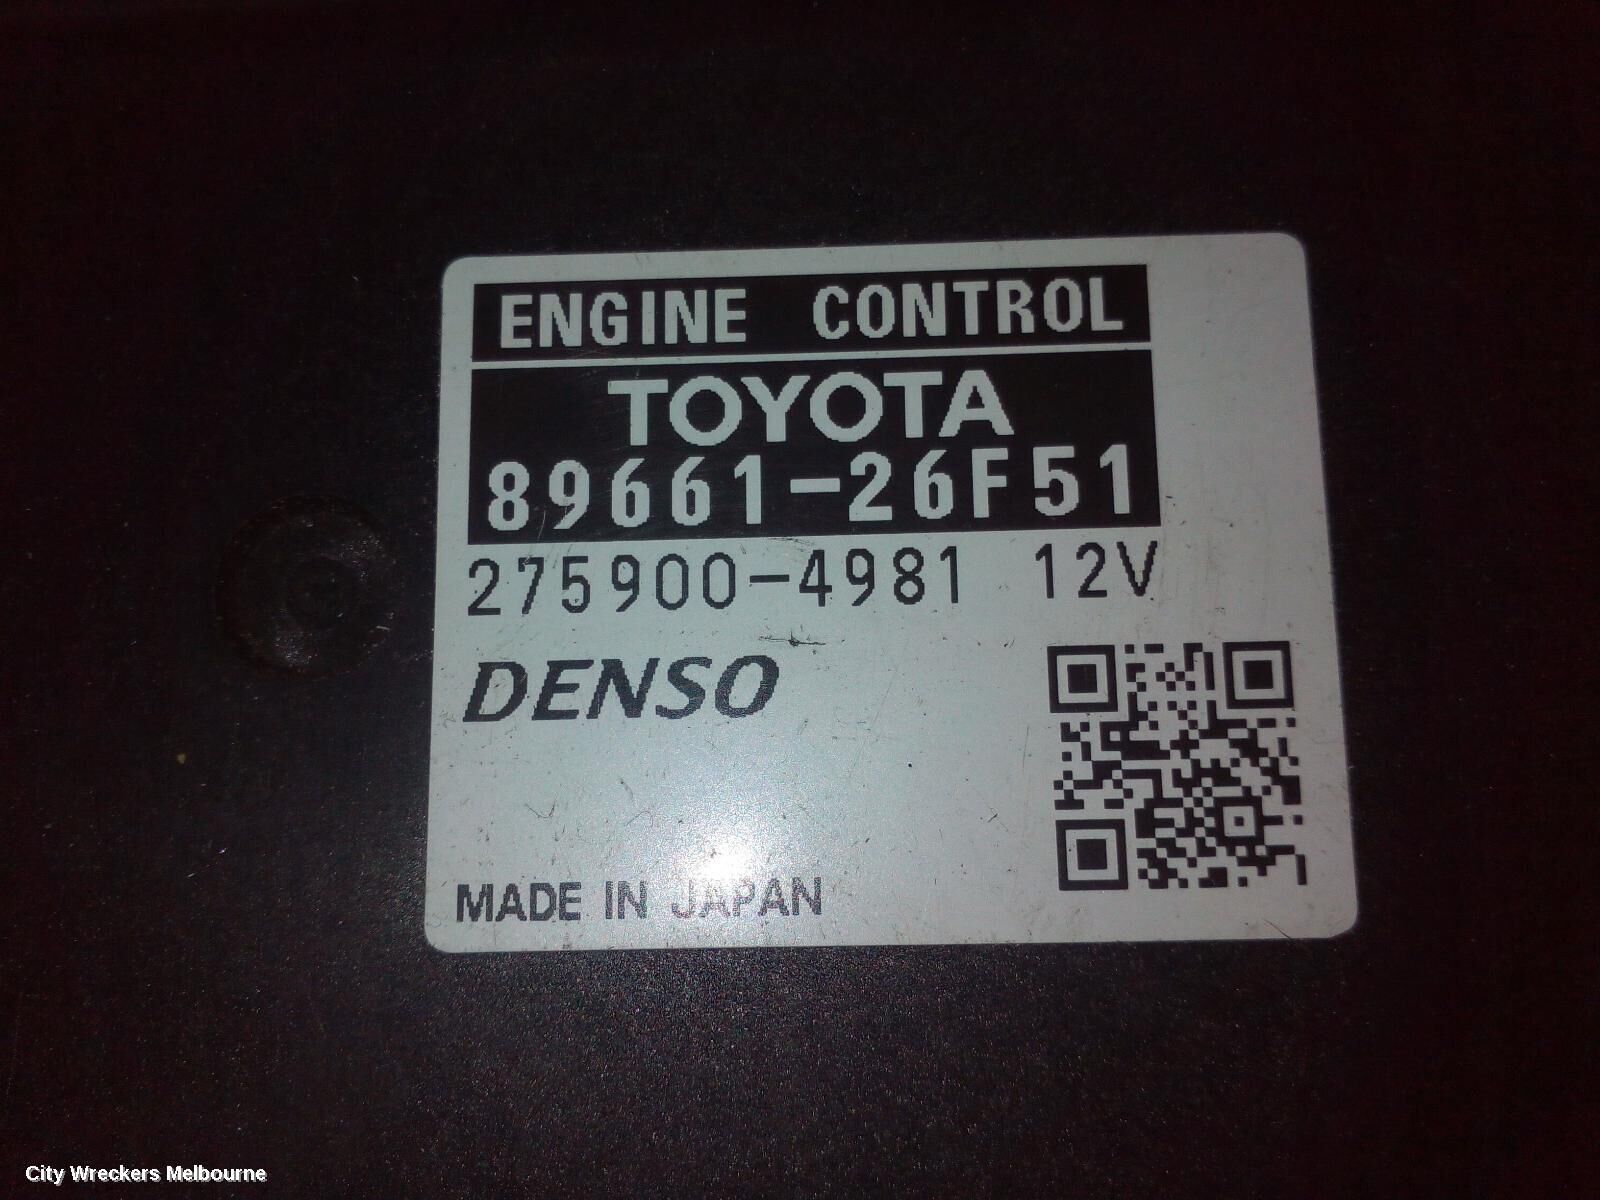 ENGINE CONTROL
TOYOTA
89661-26F51
275900-4981 12V
DENSO
MADE IN JAPAN
City Wreckers Melbourne